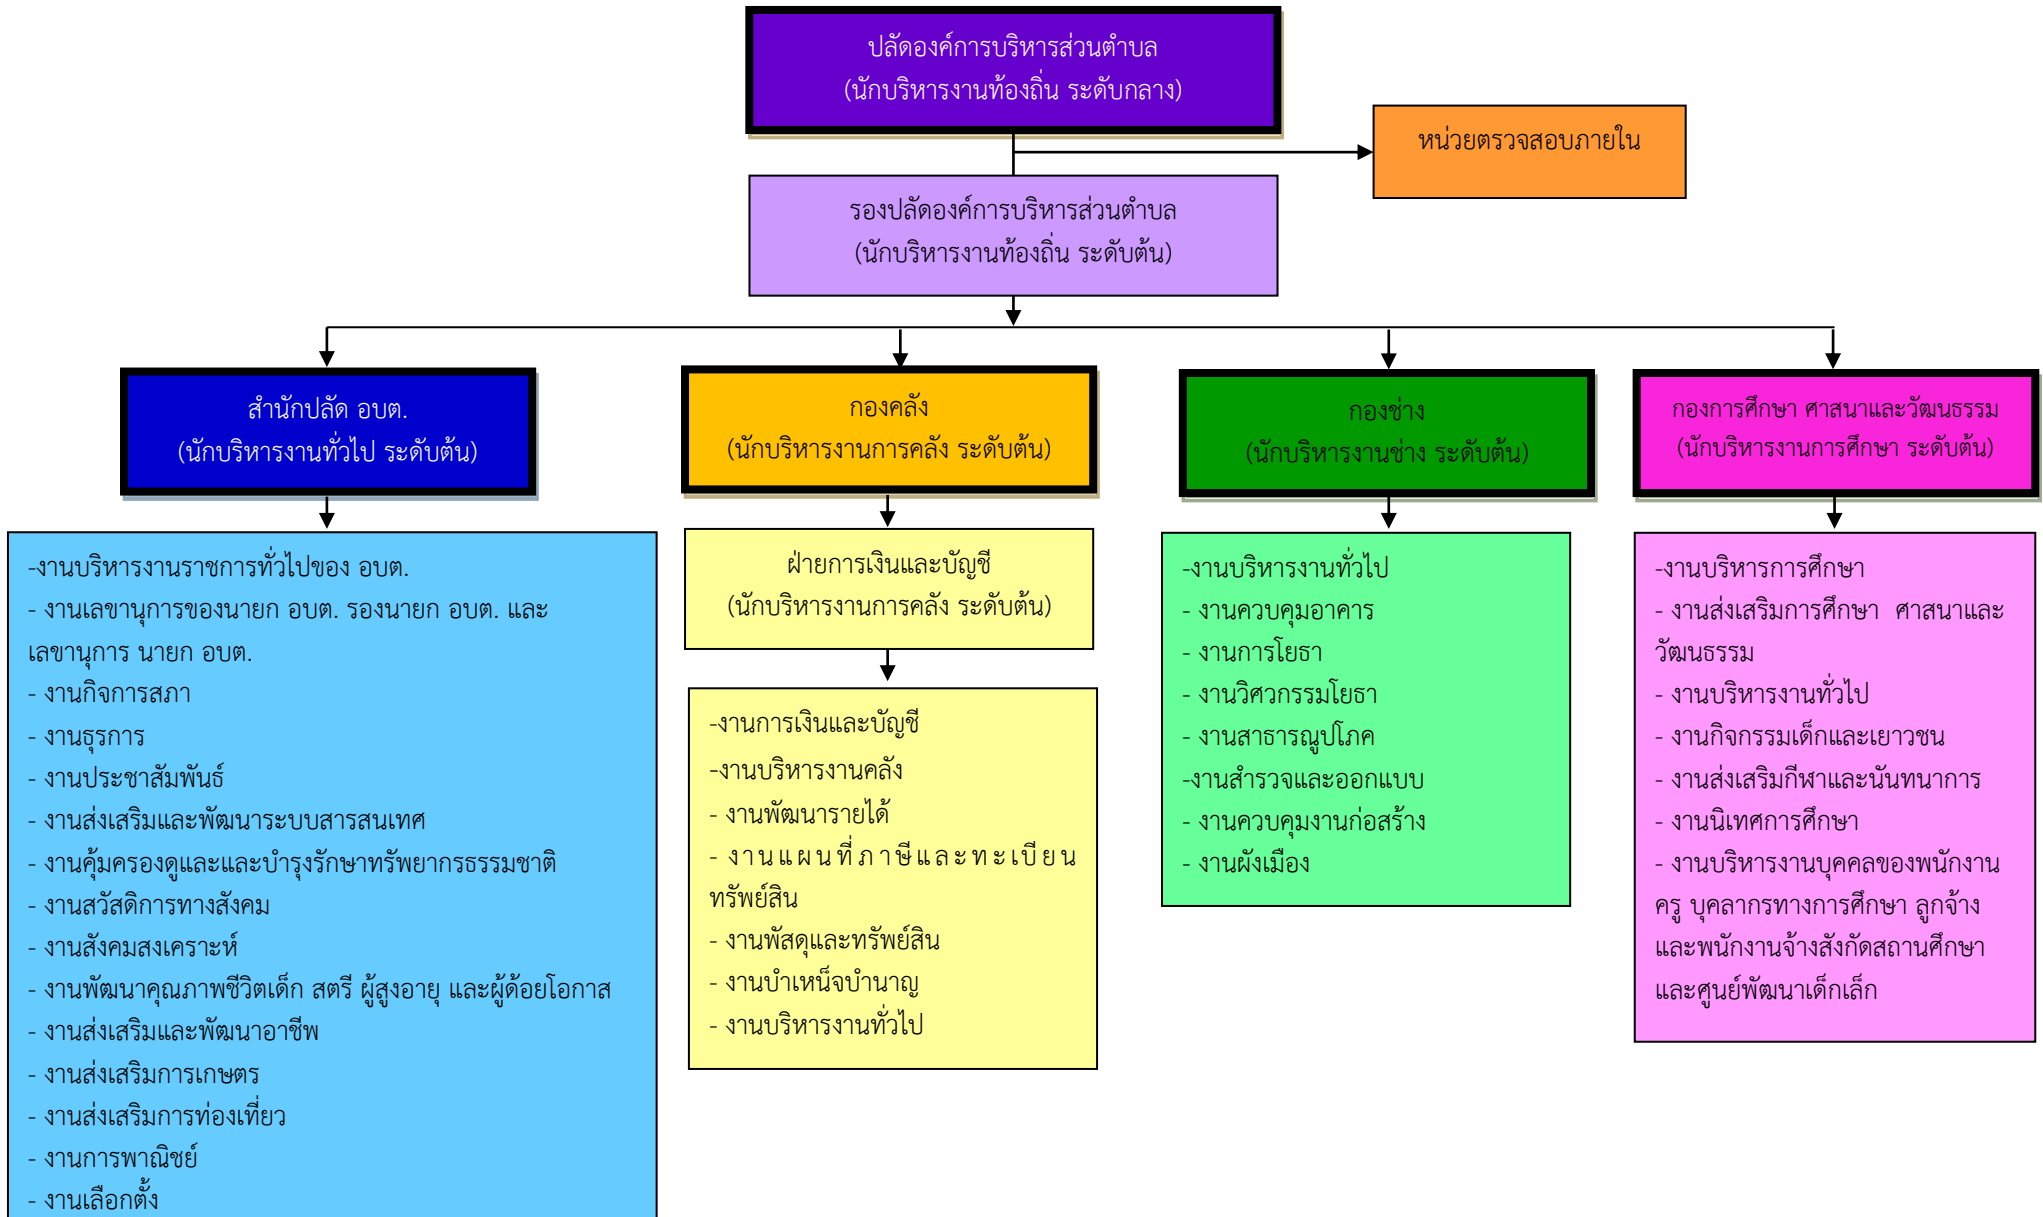 ปลัดองค์การบริหารส่วนตำบล
(นักบริหารงานท้องถิ่น ระดับกลาง)
หน่วยตรวจสอบภายใน
รองปลัดองค์การบริหารส่วนตำบล
(นักบริหารงานท้องถิ่น ระดับต้น)
สำนักปลัด อบต.
(นักบริหารงานทั่วไป ระดับต้น)
กองคลัง
(นักบริหารงานการคลัง ระดับต้น)
กองช่าง
(นักบริหารงานช่าง ระดับต้น)
กองการศึกษา ศาสนาและวัฒนธรรม
(นักบริหารงานการศึกษา ระดับต้น)
-งานบริหารงานราชการทั่วไปของ อบต.
- งานเลขานุการของนายก อบต. รองนายก อบต. และ
เลขานุการ นายก อบต.
- งานกิจการสภา
- งานธุรการ
- งานประชาสัมพันธ์
- งานส่งเสริมและพัฒนาระบบสารสนเทศ
- งานคุ้มครองดูและและบำรุงรักษาทรัพยากรธรรมชาติ
- งานสวัสดิการทางสังคม
- งานสังคมสงเคราะห์
- งานพัฒนาคุณภาพชีวิตเด็ก สตรี ผู้สูงอายุ และผู้ด้อยโอกาส
- งานส่งเสริมและพัฒนาอาชีพ
- งานส่งเสริมการเกษตร
- งานส่งเสริมการท่องเที่ยว
- งานการพาณิชย์
- งานเลือกตั้ง
ฝ่ายการเงินและบัญชี
(นักบริหารงานการคลัง ระดับต้น)
-งานการเงินและบัญชี
-งานบริหารงานคลัง
- งานพัฒนารายได้
- งานแผนที่ภาษีและทะเบียน
ทรัพย์สิน
- งานพัสดุและทรัพย์สิน
- งานบำเหน็จบำนาญ
- งานบริหารงานทั่วไป
-งานบริหารงานทั่วไป
- งานควบคุมอาคาร
- งานการโยธา
- งานวิศวกรรมโยธา
- งานสาธารณูปโภค
-งานสำรวจและออกแบบ
- งานควบคุมงานก่อสร้าง
- งานผังเมือง
-งานบริหารการศึกษา
- งานส่งเสริมการศึกษา ศาสนาและ
วัฒนธรรม
- งานบริหารงานทั่วไป
- งานกิจกรรมเด็กและเยาวชน
- งานส่งเสริมกีฬาและนันทนาการ
- งานนิเทศการศึกษา
- งานบริหารงานบุคคลของพนักงาน
ครู บุคลากรทางการศึกษา ลูกจ้าง
และพนักงานจ้างสังกัดสถานศึกษา
และศูนย์พัฒนาเด็กเล็ก